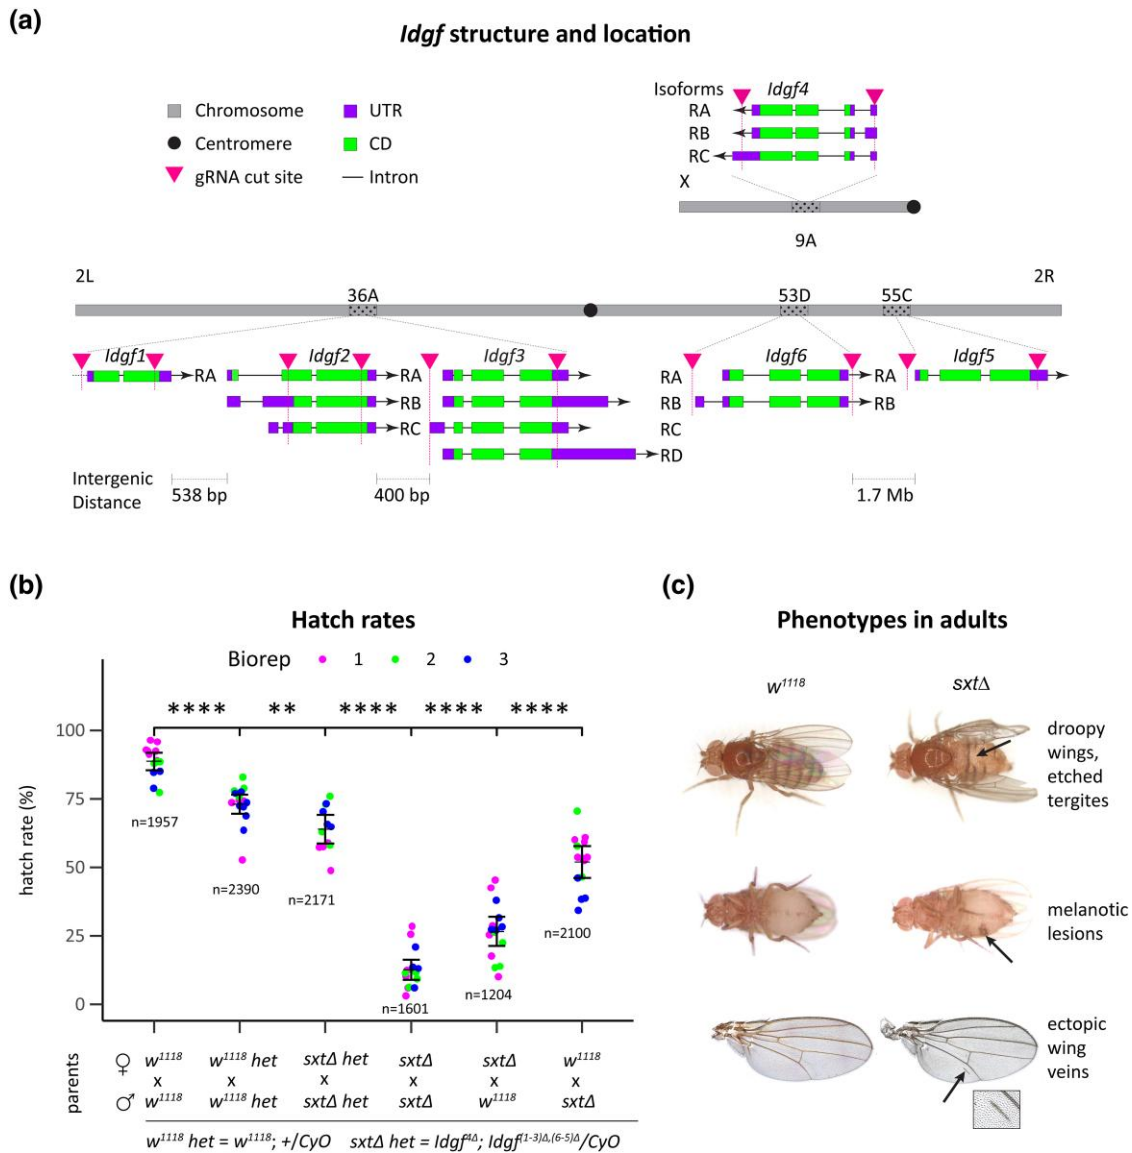 (a)
Idgf structure and location
Chromosome
UTR
Centromere
CD
gRNA cut site
Intron
Isoforms Idgf4
RA
RB
RC
X
9A
2L
2R
36A
53D
55C
Idgf1
Idgf2
Idgf3
Idgf6
Idgf5
RA
RA
RA
RA
RB
RB
RB
RC
RC
RD
Intergenic
Distance
538 bp
400 bp
1.7 Mb
(b)
Hatch rates
Biorep 1 2 3
**** ** **** **** ****
hatch rate (%)
100
75
50
25
0
n=1957
n=2390
n=2171
n=1601
n=1204
n=2100
parents
♀ w1118 w1118 het sxtΔ het sxtΔ sxtΔ w1118
x x x x x x
♂ w1118 w1118 het sxtΔ het sxtΔ w1118 sxtΔ
w1118 het = w1118; +/CyO sxtΔ het = Idgf4Δ; Idgf(1-3)Δ,(6-5)Δ/CyO
(c)
Phenotypes in adults
w1118
sxtΔ
droopy
wings,
etched
tergites
melanotic
lesions
ectopic
wing
veins